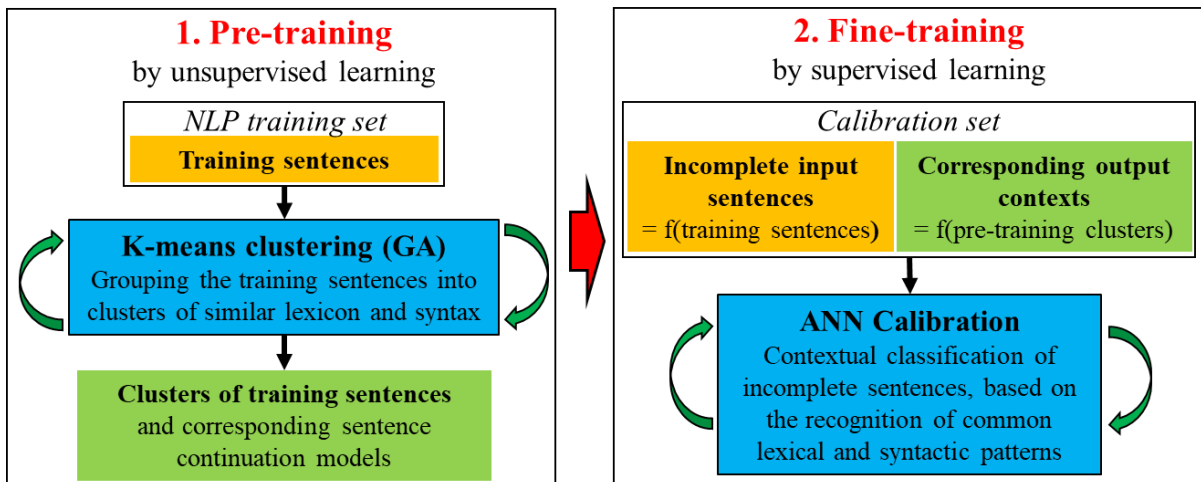 1. Pre-training
by unsupervised learning
NLP training set
Training sentences
K-means clustering (GA)
Grouping the training sentences into
clusters of similar lexicon and syntax
Clusters of training sentences
and corresponding sentence
continuation models
2. Fine-training
by supervised learning
Calibration set
Incomplete input
sentences
= f(training sentences)
Corresponding output
contexts
= f(pre-training clusters)
ANN Calibration
Contextual classification of
incomplete sentences, based on
the recognition of common
lexical and syntactic patterns